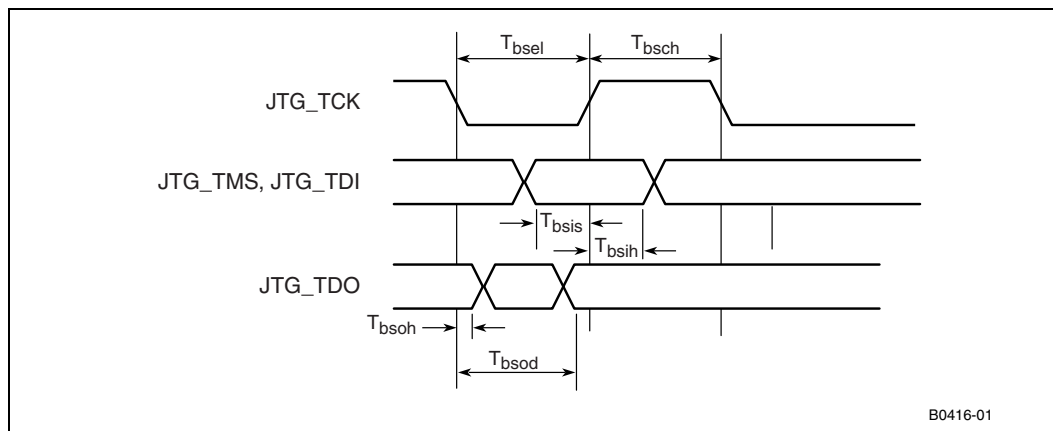 T_bsel T_bsch
JTG_TCK
JTG_TMS, JTG_TDI
T_bsis
T_bsih
JTG_TDO
T_bsoh
T_bsod
B0416-01